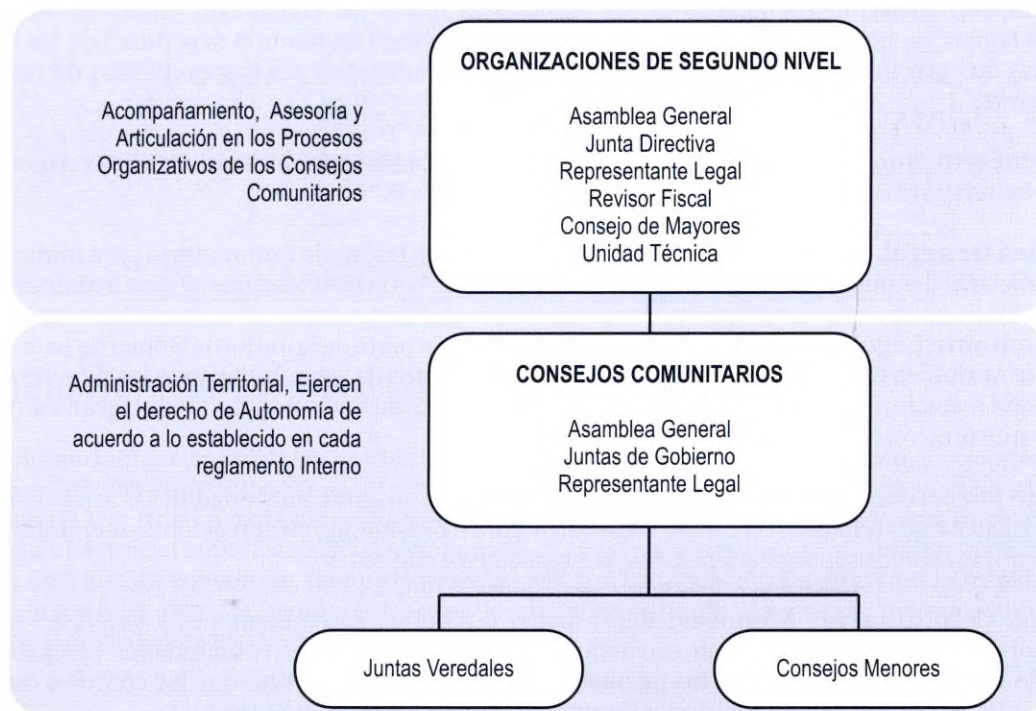 ORGANIZACIONES DE SEGUNDO NIVEL
Acompañamiento, Asesoría y
Articulación en los Procesos
Organizativos de los Consejos
Comunitarios
Asamblea General
Junta Directiva
Representante Legal
Revisor Fiscal
Consejo de Mayores
Unidad Técnica
CONSEJOS COMUNITARIOS
Administración Territorial, Ejercen
el derecho de Autonomía de
acuerdo a lo establecido en cada
reglamento Interno
Asamblea General
Juntas de Gobierno
Representante Legal
Juntas Veredales
Consejos Menores